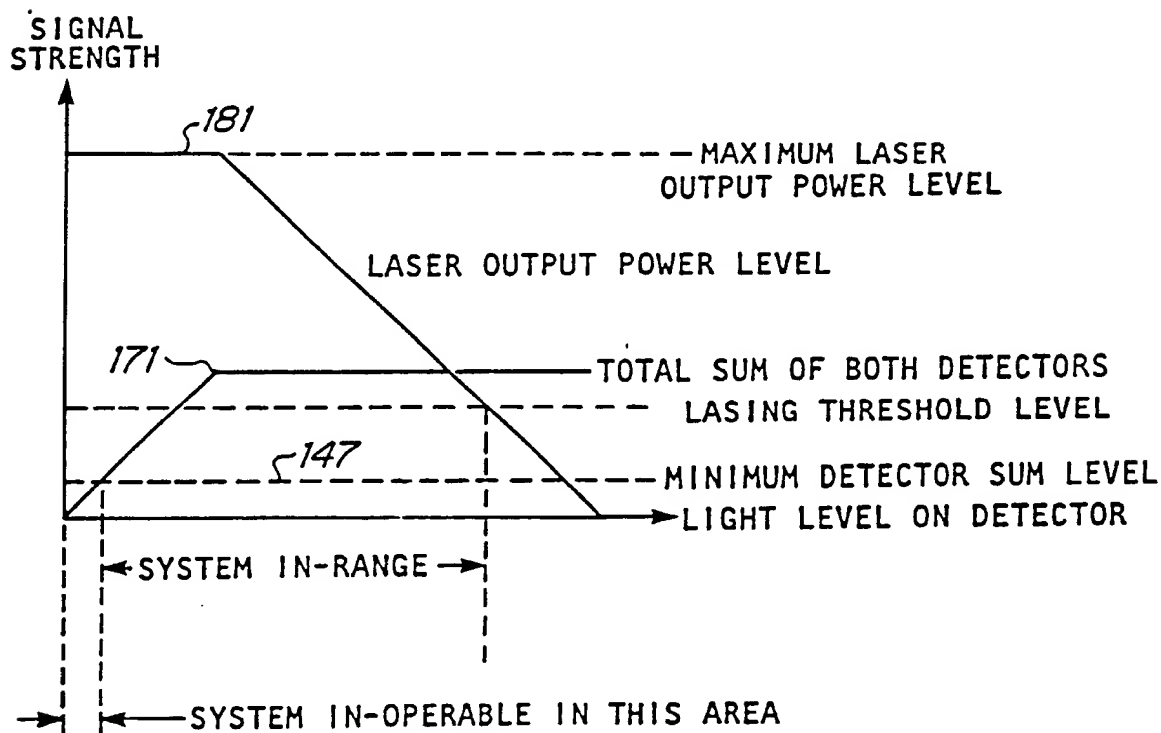 SIGNAL
STRENGTH
181
MAXIMUM LASER
OUTPUT POWER LEVEL
LASER OUTPUT POWER LEVEL
171
TOTAL SUM OF BOTH DETECTORS
LASING THRESHOLD LEVEL
147
MINIMUM DETECTOR SUM LEVEL
LIGHT LEVEL ON DETECTOR
SYSTEM IN-RANGE
SYSTEM IN-OPERABLE IN THIS AREA